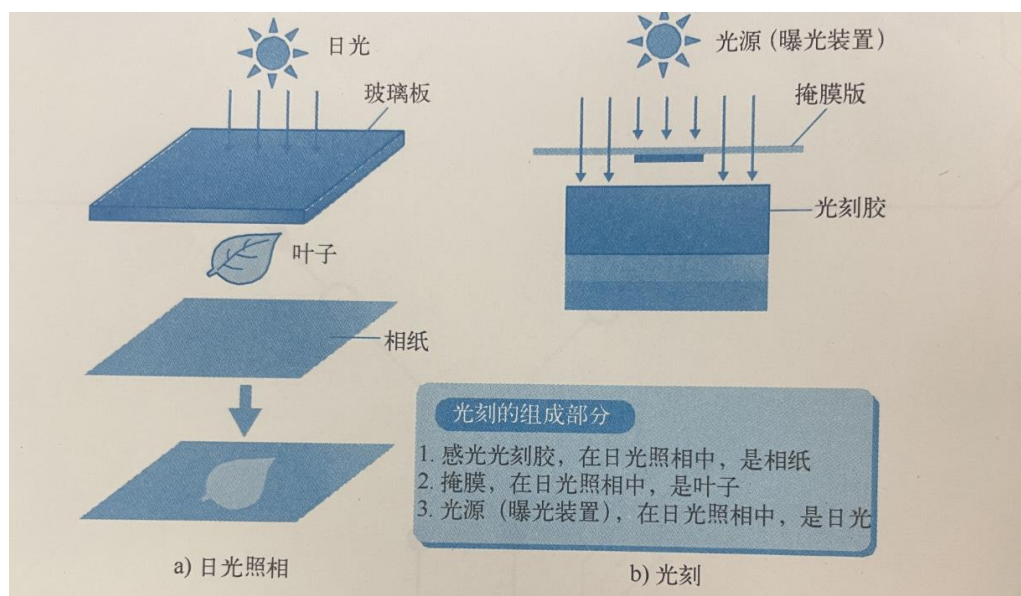 日光
玻璃板
叶子
相纸
a) 日光照相
光源（曝光装置）
掩膜版
光刻胶
光刻的组成部分
1. 感光光刻胶，在日光照相中，是相纸
2. 掩膜，在日光照相中，是叶子
3. 光源（曝光装置），在日光照相中，是日光
b) 光刻